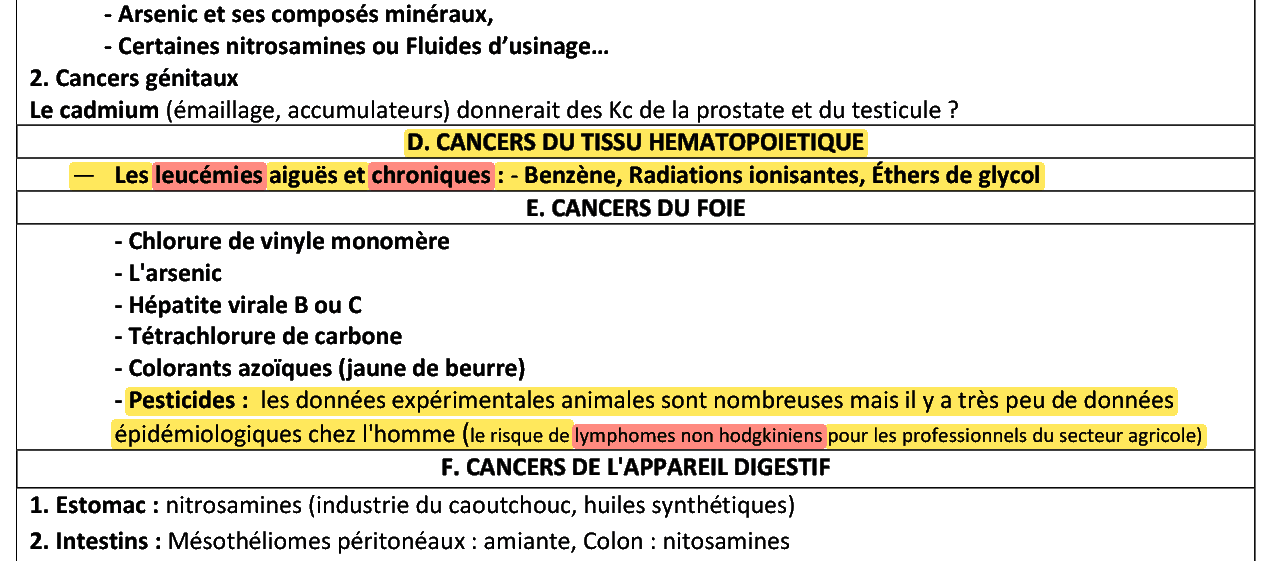 - Arsenic et ses composés minéraux,
- Certaines nitrosamines ou Fluides d’usinage…
2. Cancers génitaux
Le cadmium (émaillage, accumulateurs) donnerait des Kc de la prostate et du testicule ?
D. CANCERS DU TISSU HEMATOPOIETIQUE
— Les leucémies aiguës et chroniques : - Benzène, Radiations ionisantes, Éthers de glycol
E. CANCERS DU FOIE
- Chlorure de vinyle monomère
- L'arsenic
- Hépatite virale B ou C
- Tétrachlorure de carbone
- Colorants azoïques (jaune de beurre)
- Pesticides : les données expérimentales animales sont nombreuses mais il y a très peu de données
épidémiologiques chez l'homme (le risque de lymphomes non hodgkiniens pour les professionnels du secteur agricole)
F. CANCERS DE L'APPAREIL DIGESTIF
1. Estomac : nitrosamines (industrie du caoutchouc, huiles synthétiques)
2. Intestins : Mésothéliomes péritonéaux : amiante, Colon : nitosamines